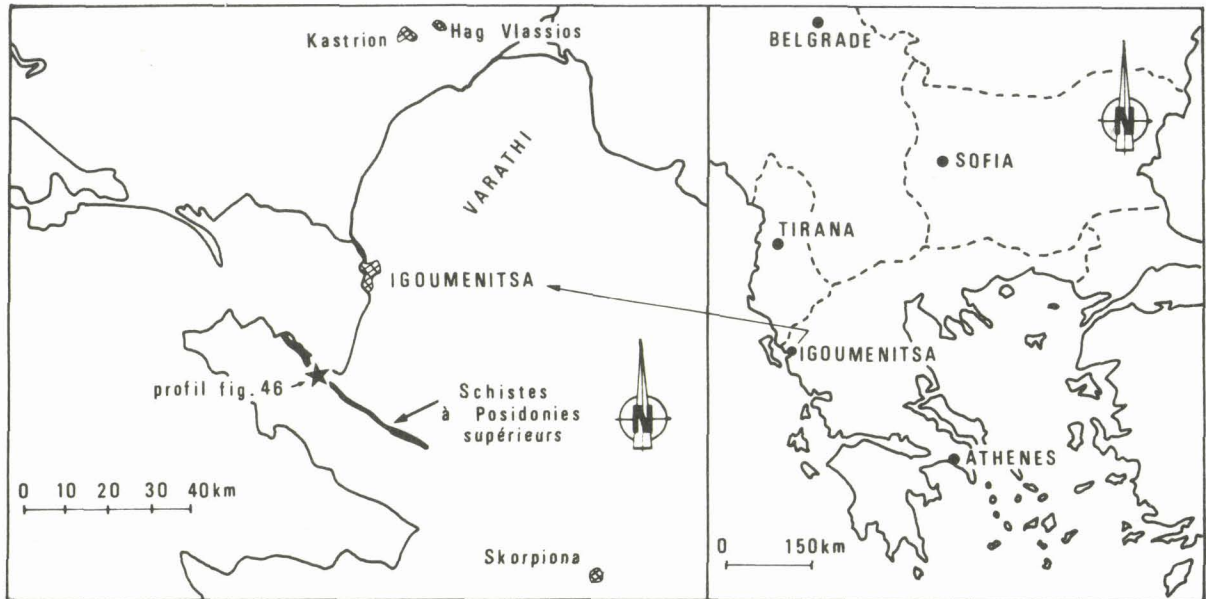 Kastrion
Hag Vlassios
VARATHI
IGOUMENITSA
profil fig. 46
Schistes
à Posidonies
supérieurs
N
0 10 20 30 40km
Skorpiona
BELGRADE
N
SOFIA
TIRANA
IGOUMENITSA
ATHENES
0 150km